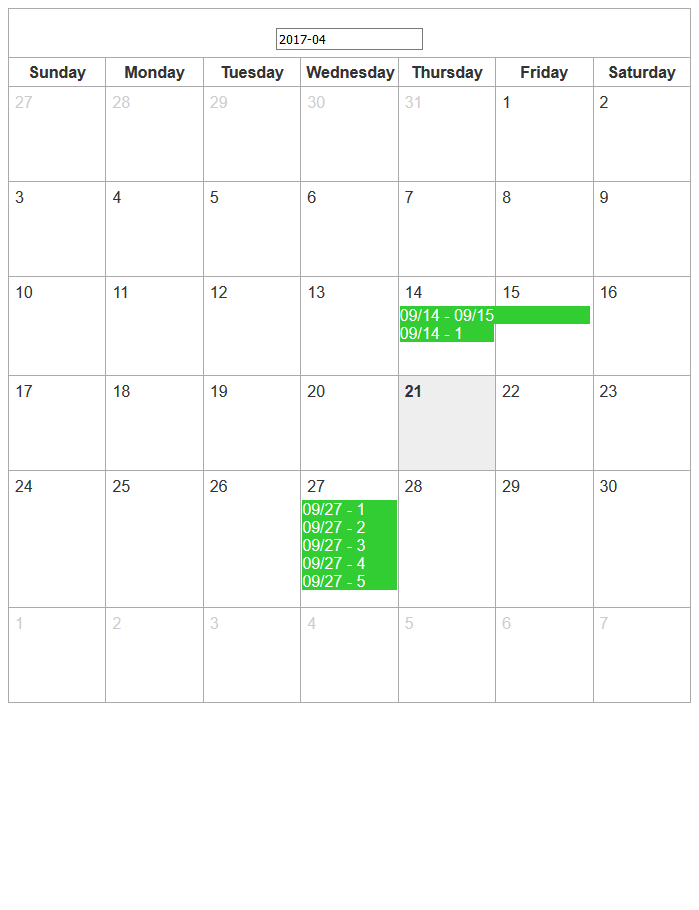 2017-04
Sunday Monday Tuesday Wednesday Thursday Friday Saturday
27 28 29 30 31 1 2
3 4 5 6 7 8 9
10 11 12 13 14 15 16
09/14 - 09/15
09/14 - 1
17 18 19 20 21 22 23
24 25 26 27 28 29 30
09/27 - 1
09/27 - 2
09/27 - 3
09/27 - 4
09/27 - 5
1 2 3 4 5 6 7